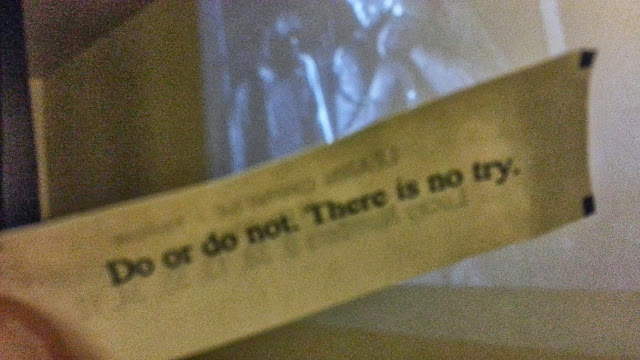 Do or do not. There is no try.